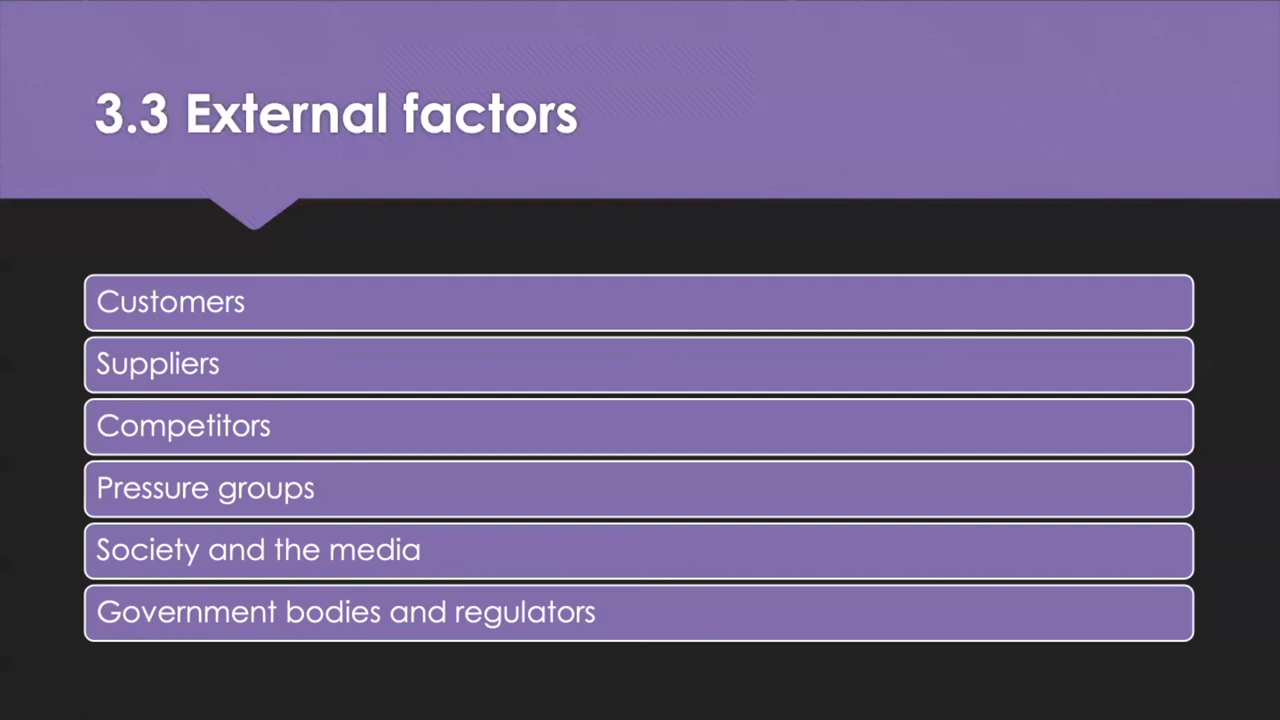 3.3 External factors
Customers
Suppliers
Competitors
Pressure groups
Society and the media
Government bodies and regulators